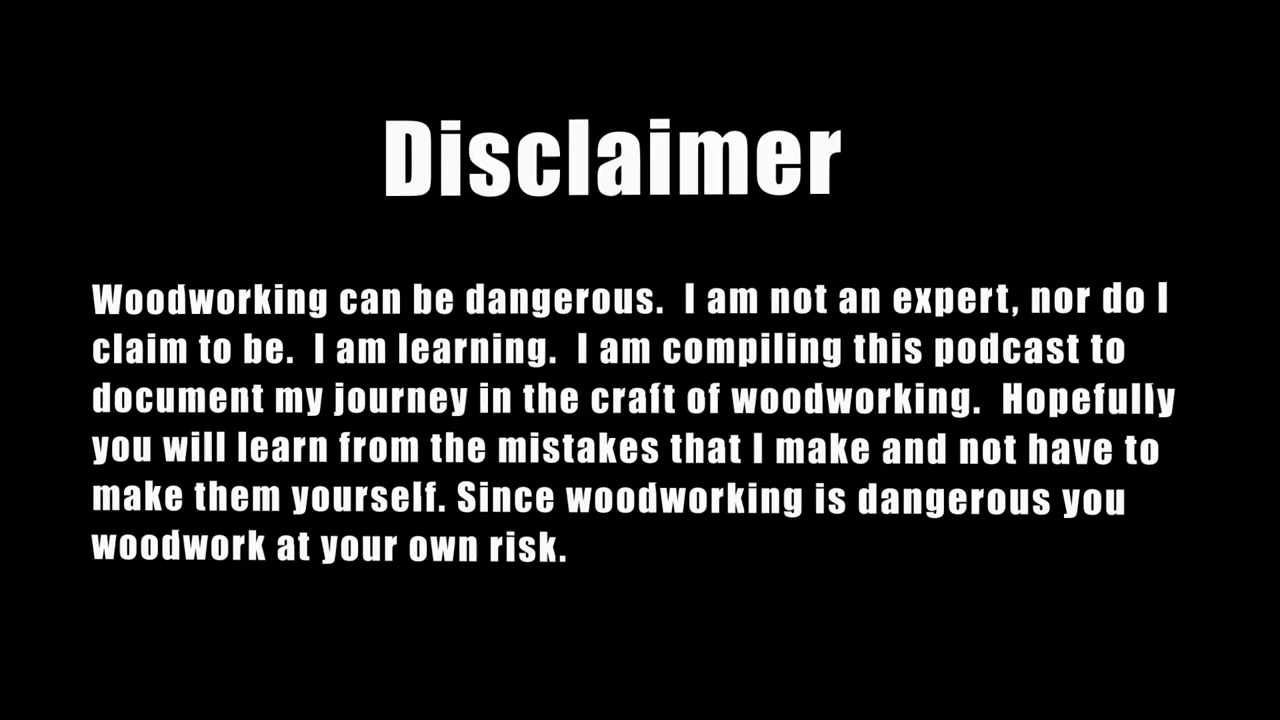 Disclaimer
Woodworking can be dangerous.  I am not an expert, nor do I
claim to be.  I am learning.  I am compiling this podcast to
document my journey in the craft of woodworking.  Hopefully
you will learn from the mistakes that I make and not have to
make them yourself. Since woodworking is dangerous you
woodwork at your own risk.